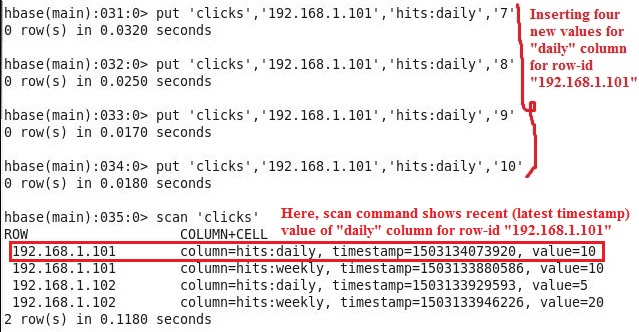 hbase(main):031:0> put 'clicks','192.168.1.101','hits:daily','7'
0 row(s) in 0.0320 seconds
hbase(main):032:0> put 'clicks','192.168.1.101','hits:daily','8'
0 row(s) in 0.0250 seconds
hbase(main):033:0> put 'clicks','192.168.1.101','hits:daily','9'
0 row(s) in 0.0170 seconds
hbase(main):034:0> put 'clicks','192.168.1.101','hits:daily','10'
0 row(s) in 0.0180 seconds
Inserting four
new values for
"daily" column
for row-id
"192.168.1.101"
hbase(main):035:0> scan 'clicks'
Here, scan command shows recent (latest timestamp)
value of "daily" column for row-id "192.168.1.101"
ROW COLUMN+CELL
192.168.1.101 column=hits:daily, timestamp=1503134073920, value=10
192.168.1.101 column=hits:weekly, timestamp=1503133880586, value=10
192.168.1.102 column=hits:daily, timestamp=1503133929593, value=5
192.168.1.102 column=hits:weekly, timestamp=1503133946226, value=20
2 row(s) in 0.1180 seconds